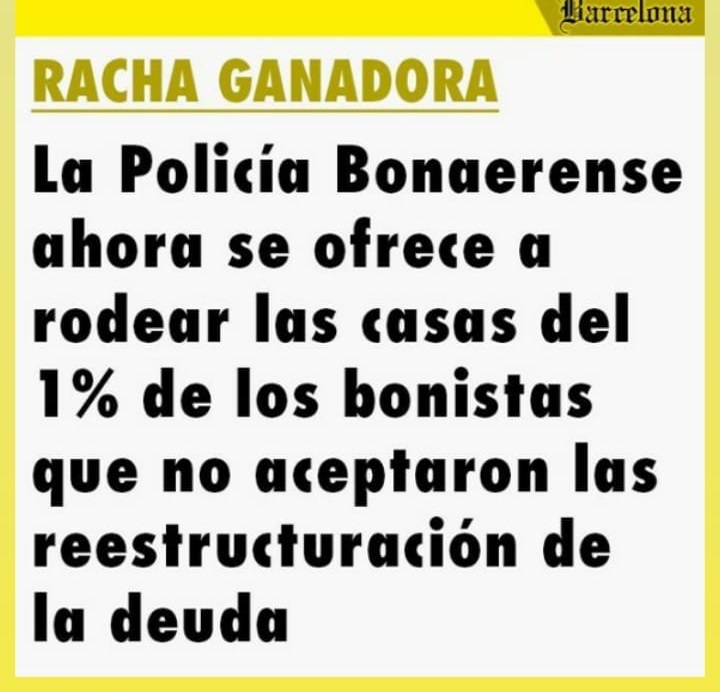 Barcelona
RACHA GANADORA
La Policía Bonaerense
ahora se ofrece a
rodear las casas del
1% de los bonistas
que no aceptaron las
reestructuración de
la deuda